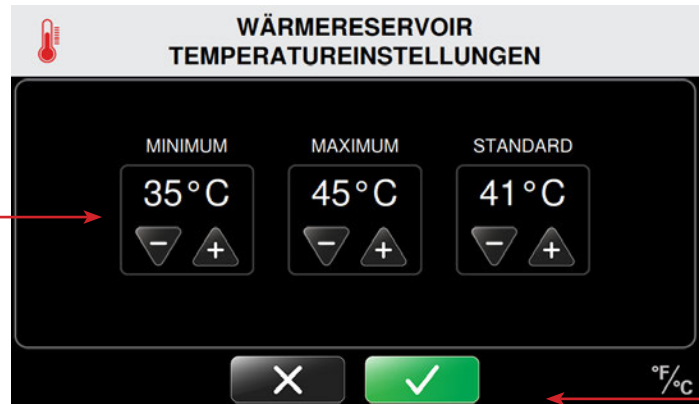 WÄRMERESERVOIR
TEMPERATUREINSTELLUNGEN
MINIMUM MAXIMUM STANDARD
35°C 45°C 41°C
- + - + - +
°F/°C